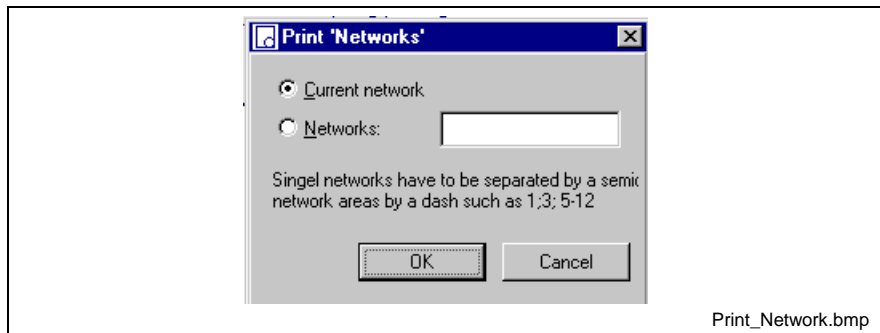 Print 'Networks'
Current network
Networks:
Singel networks have to be separated by a semic
network areas by a dash such as 1;3; 5-12
OK
Cancel
Print_Network.bmp